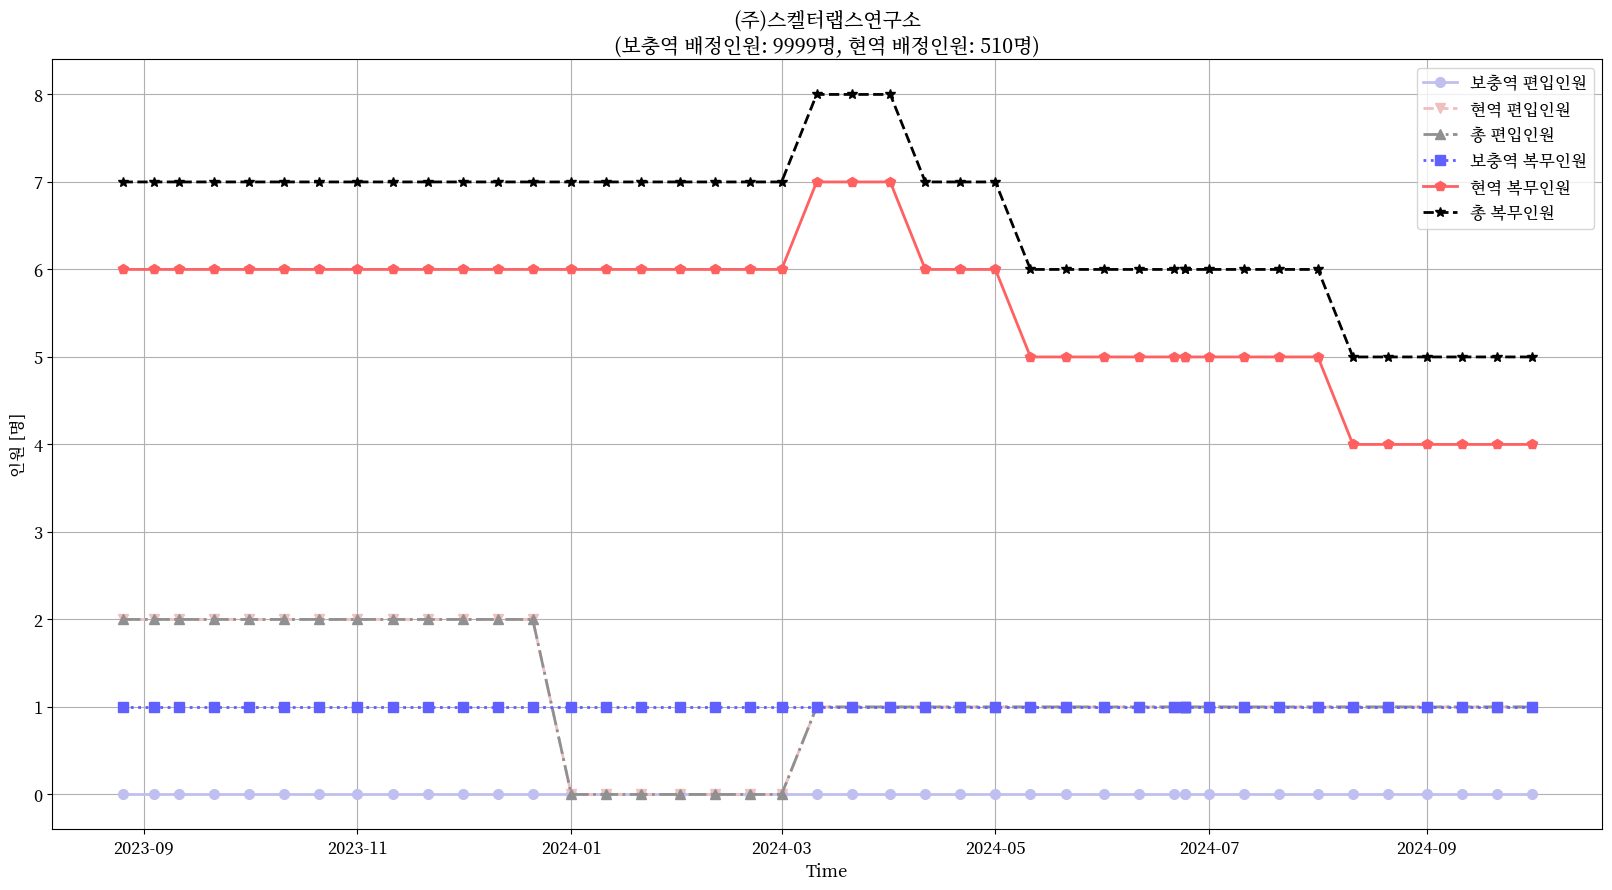 (주)스켈터랩스연구소
(보충역 배정인원: 9999명, 현역 배정인원: 510명)
보충역 편입인원
현역 편입인원
총 편입인원
보충역 복무인원
현역 복무인원
총 복무인원
인원 [명]
8
7
6
5
4
3
2
1
0
2023-09 2023-11 2024-01 2024-03 2024-05 2024-07 2024-09
Time